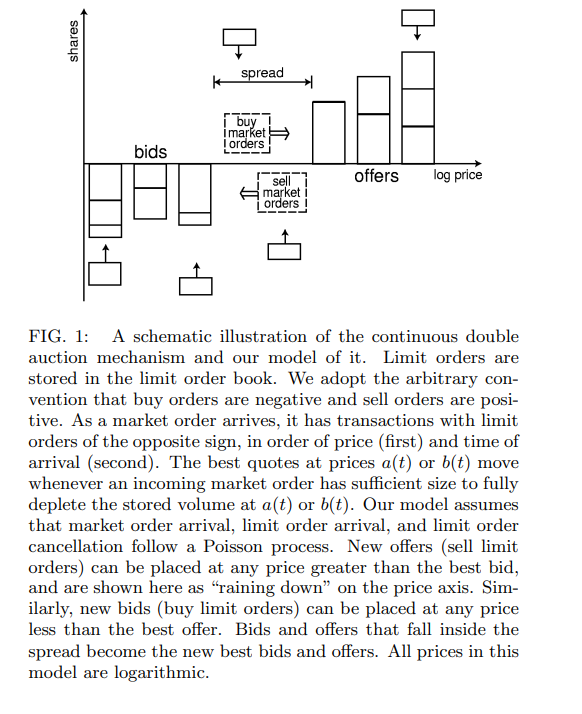 shares
spread
buy
market
orders
bids
sell
market
orders
offers
log price
FIG. 1: A schematic illustration of the continuous double
auction mechanism and our model of it. Limit orders are
stored in the limit order book. We adopt the arbitrary con-
vention that buy orders are negative and sell orders are posi-
tive. As a market order arrives, it has transactions with limit
orders of the opposite sign, in order of price (first) and time of
arrival (second). The best quotes at prices a(t) or b(t) move
whenever an incoming market order has sufficient size to fully
deplete the stored volume at a(t) or b(t). Our model assumes
that market order arrival, limit order arrival, and limit order
cancellation follow a Poisson process. New offers (sell limit
orders) can be placed at any price greater than the best bid,
and are shown here as “raining down” on the price axis. Sim-
ilarly, new bids (buy limit orders) can be placed at any price
less than the best offer. Bids and offers that fall inside the
spread become the new best bids and offers. All prices in this
model are logarithmic.